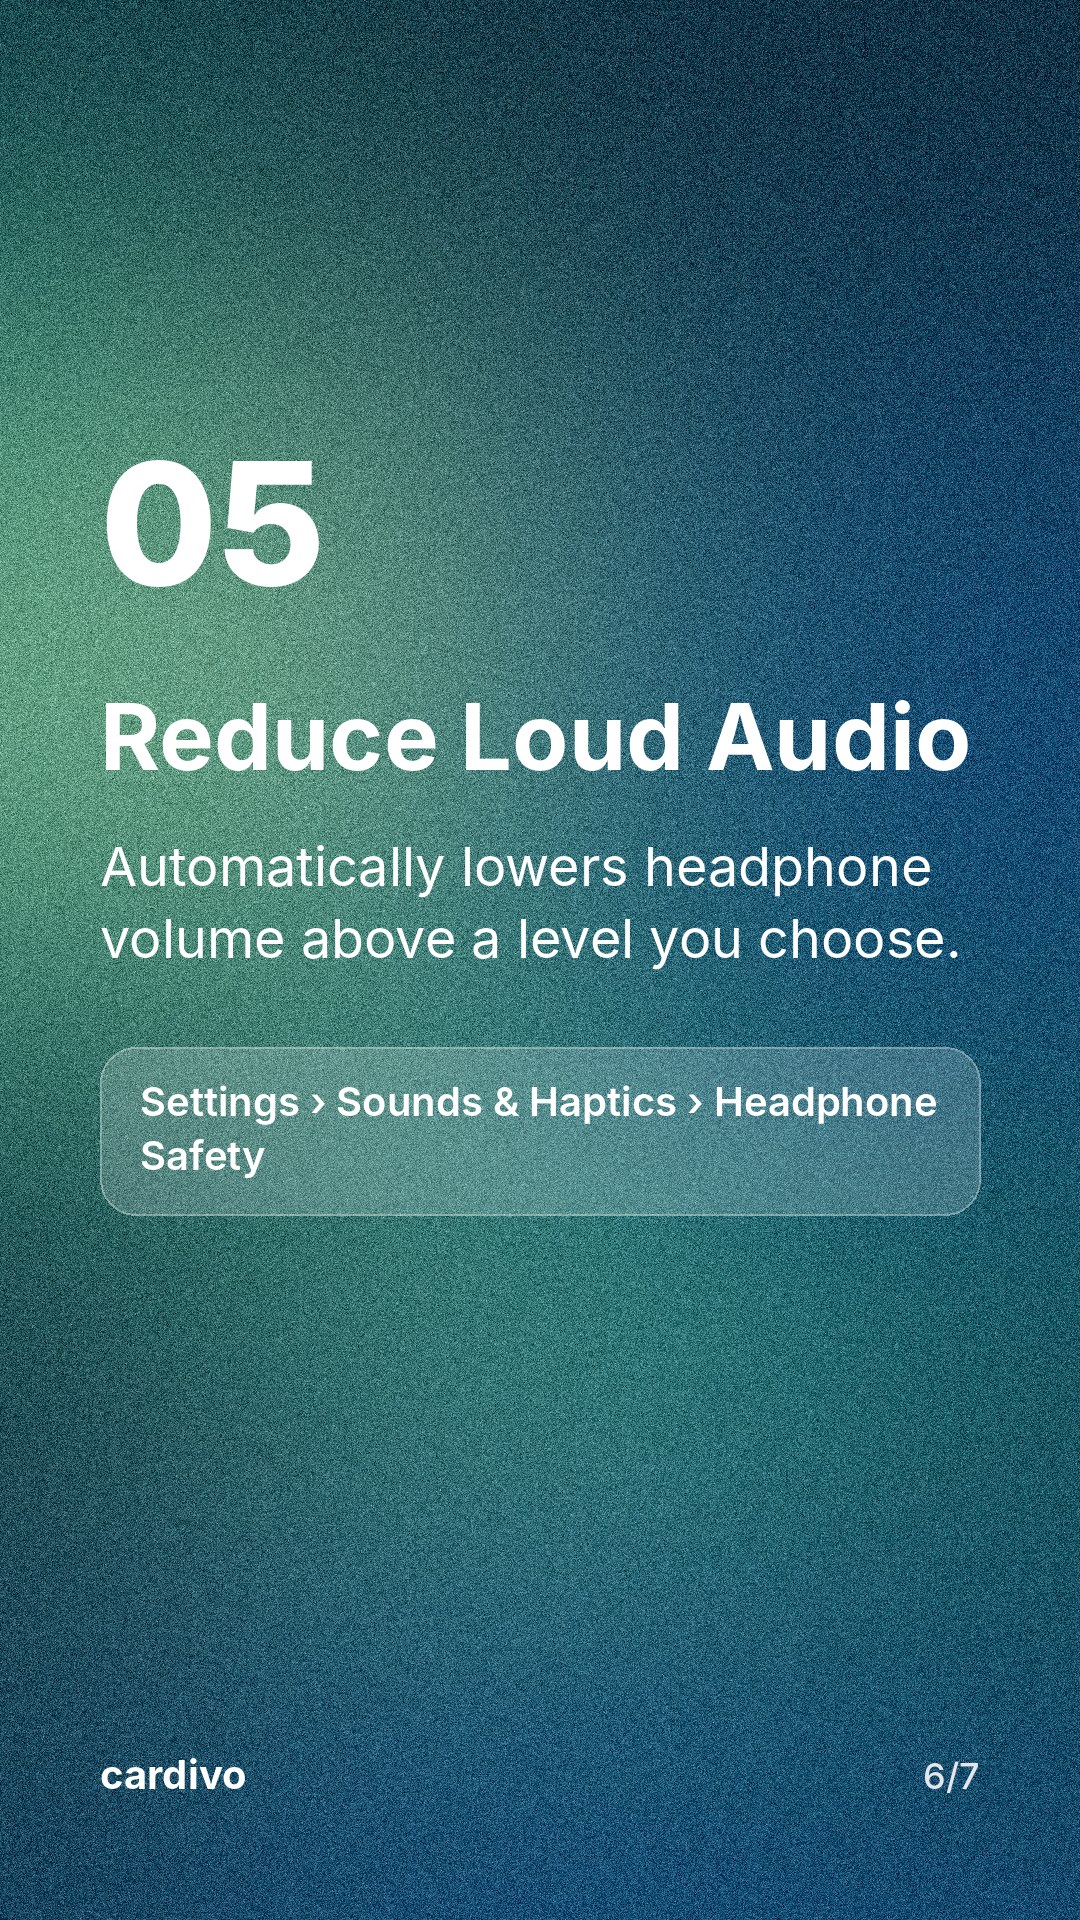 05
Reduce Loud Audio
Automatically lowers headphone
volume above a level you choose.
Settings › Sounds & Haptics › Headphone
Safety
cardivo
6/7